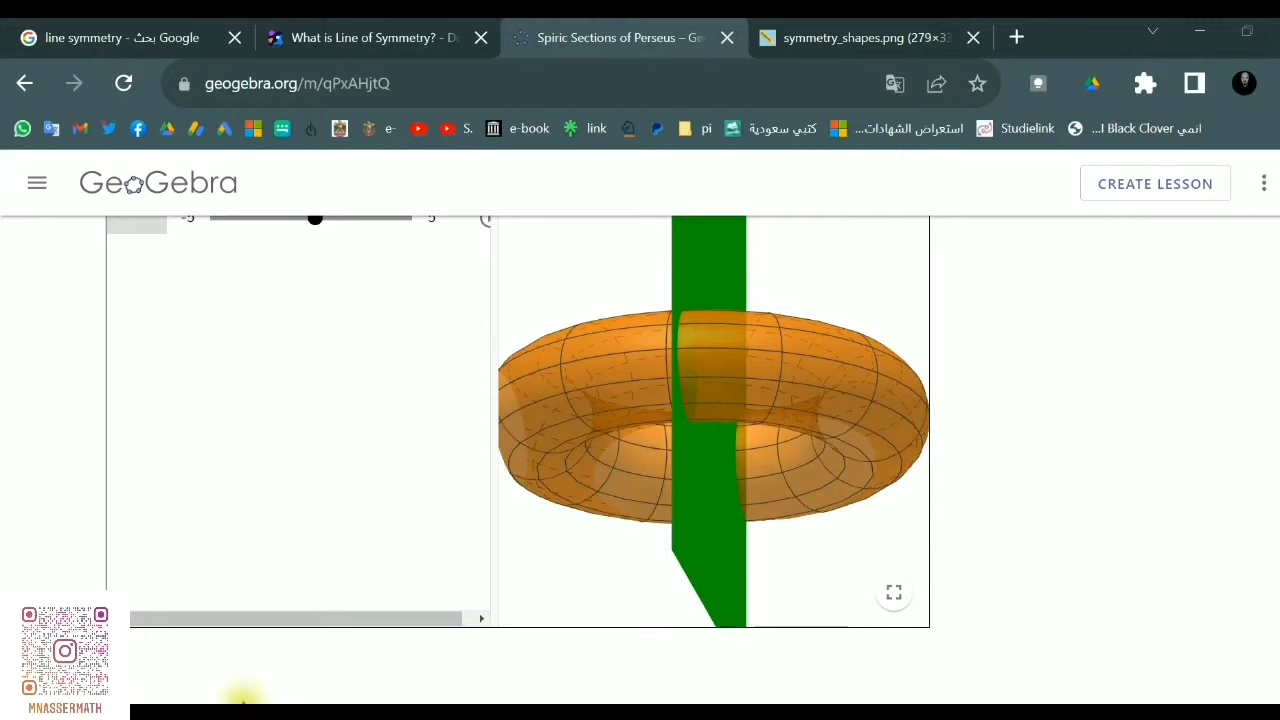 line symmetry - بحث Google
What is Line of Symmetry? - D
Spiric Sections of Perseus – Ge
symmetry_shapes.png (279×33
geogebra.org/m/qPxAHjtQ
e-
S.
e-book
link
pi
كتبي سعودية
استعراض الشهادات...
Studielink
انمي Black Clover ا...
GeoGebra
CREATE LESSON
-5
5
MNASSERMATH